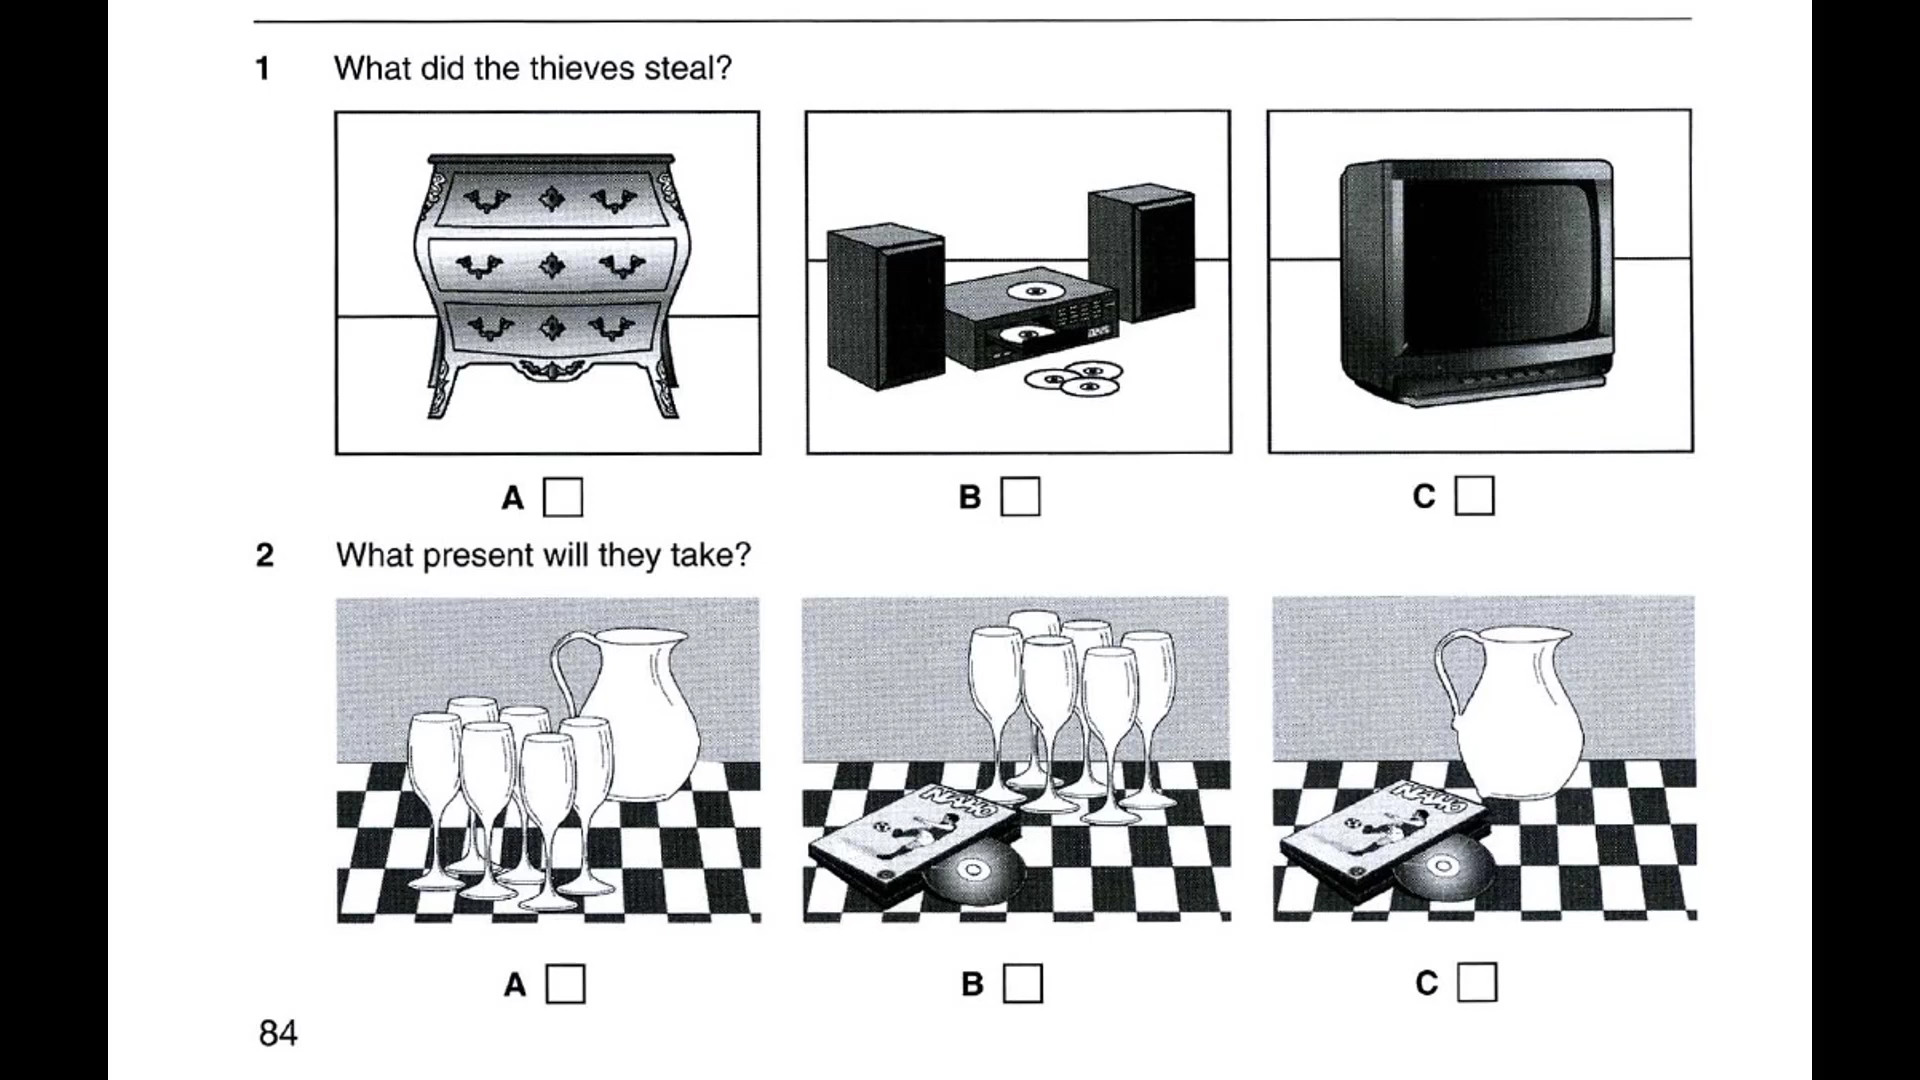 1 What did the thieves steal?
A B C
2 What present will they take?
A B C
84